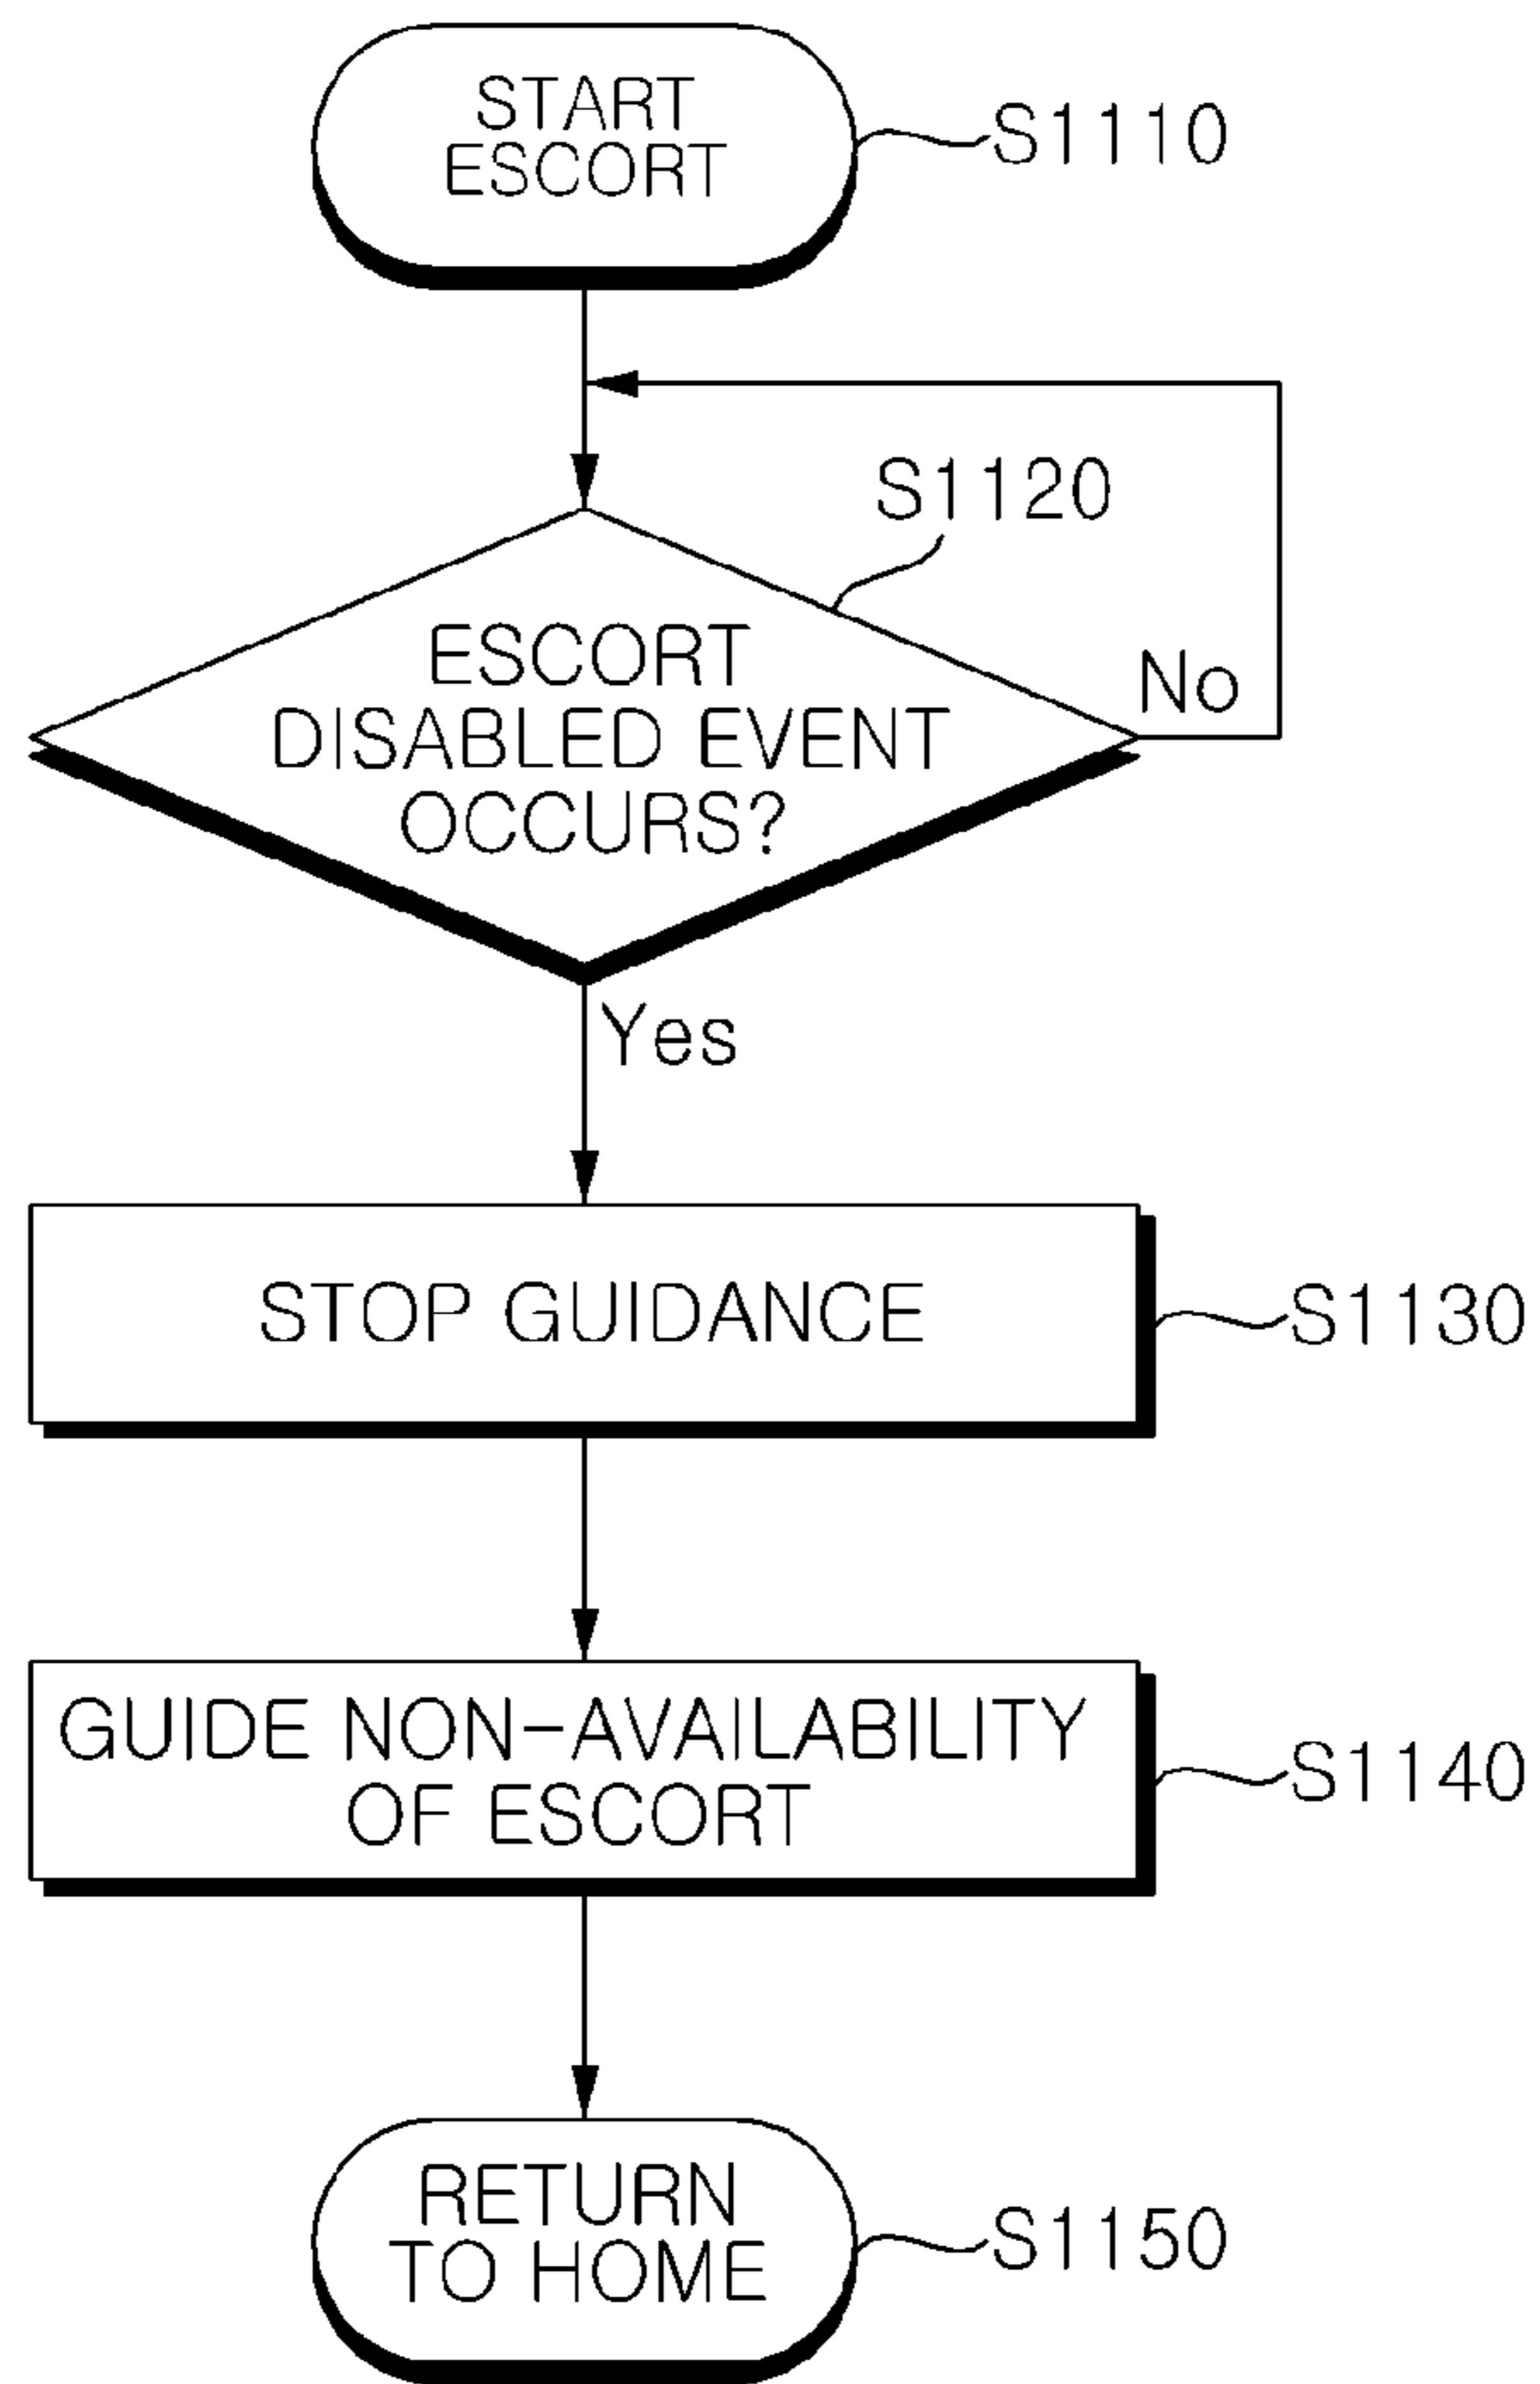 START
ESCORT
S1110
S1120
ESCORT
DISABLED EVENT
OCCURS?
No
Yes
STOP GUIDANCE
S1130
GUIDE NON-AVAILABILITY
OF ESCORT
S1140
RETURN
TO HOME
S1150